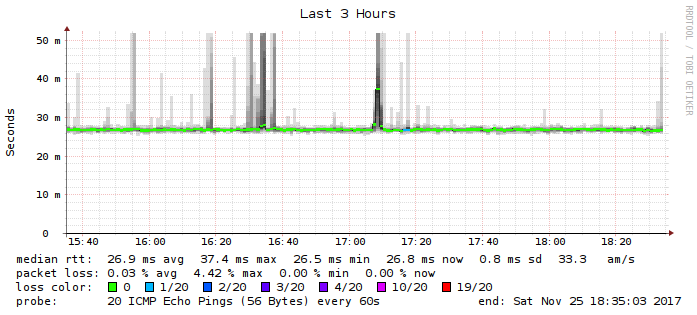 Last 3 Hours
RRDTOOL / TOBI OETIKER
Seconds
50 m
40 m
30 m
20 m
10 m
0
15:40 16:00 16:20 16:40 17:00 17:20 17:40 18:00 18:20
median rtt: 26.9 ms avg 37.4 ms max 26.5 ms min 26.8 ms now 0.8 ms sd 33.3 am/s
packet loss: 0.03 % avg 4.42 % max 0.00 % min 0.00 % now
loss color: 0 1/20 2/20 3/20 4/20 10/20 19/20
probe: 20 ICMP Echo Pings (56 Bytes) every 60s end: Sat Nov 25 18:35:03 2017